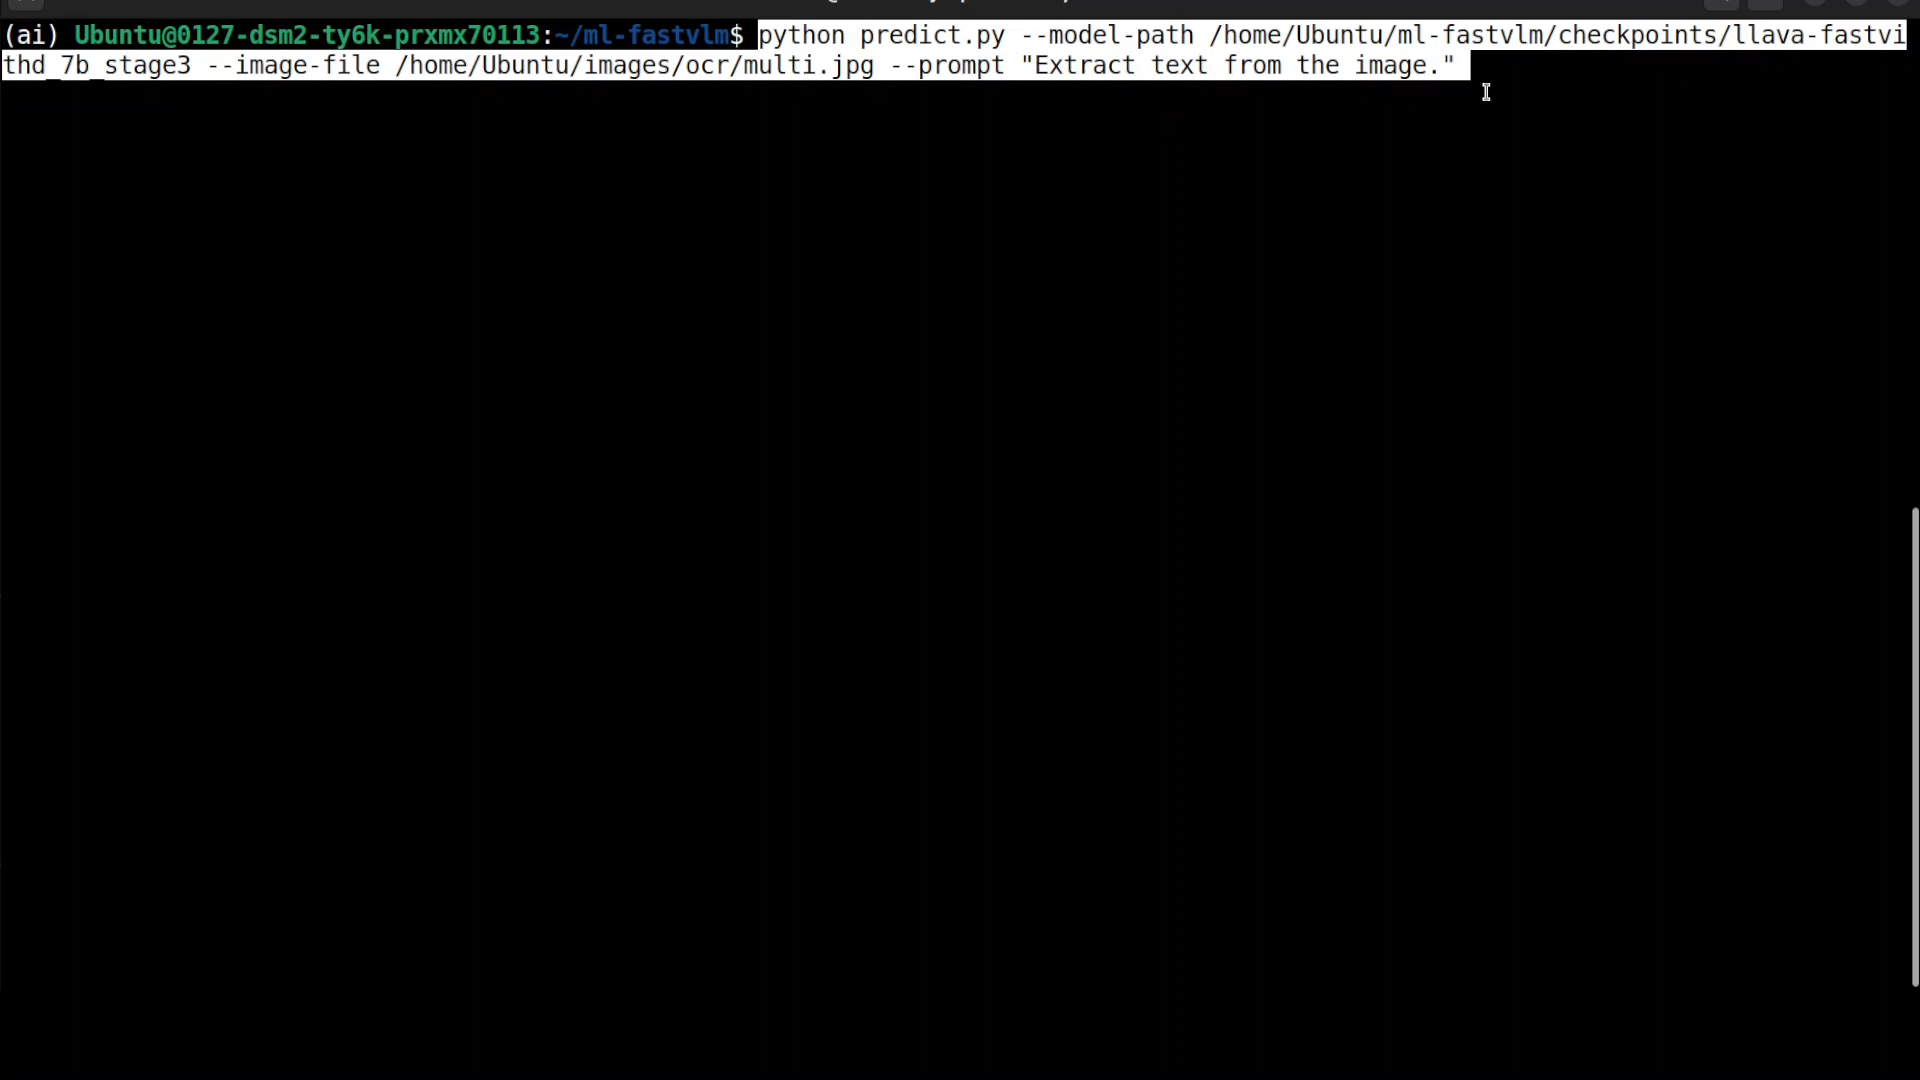 (ai) Ubuntu@0127-dsm2-ty6k-prxmx70113:~/ml-fastvlm$ python predict.py --model-path /home/Ubuntu/ml-fastvlm/checkpoints/llava-fastvi
thd_7b_stage3 --image-file /home/Ubuntu/images/ocr/multi.jpg --prompt "Extract text from the image."